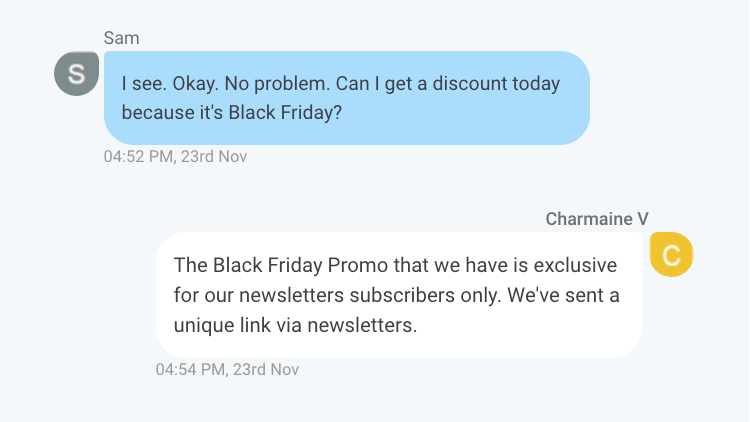 Sam
S
I see. Okay. No problem. Can I get a discount today
because it's Black Friday?
04:52 PM, 23rd Nov
Charmaine V
C
The Black Friday Promo that we have is exclusive
for our newsletters subscribers only. We've sent a
unique link via newsletters.
04:54 PM, 23rd Nov